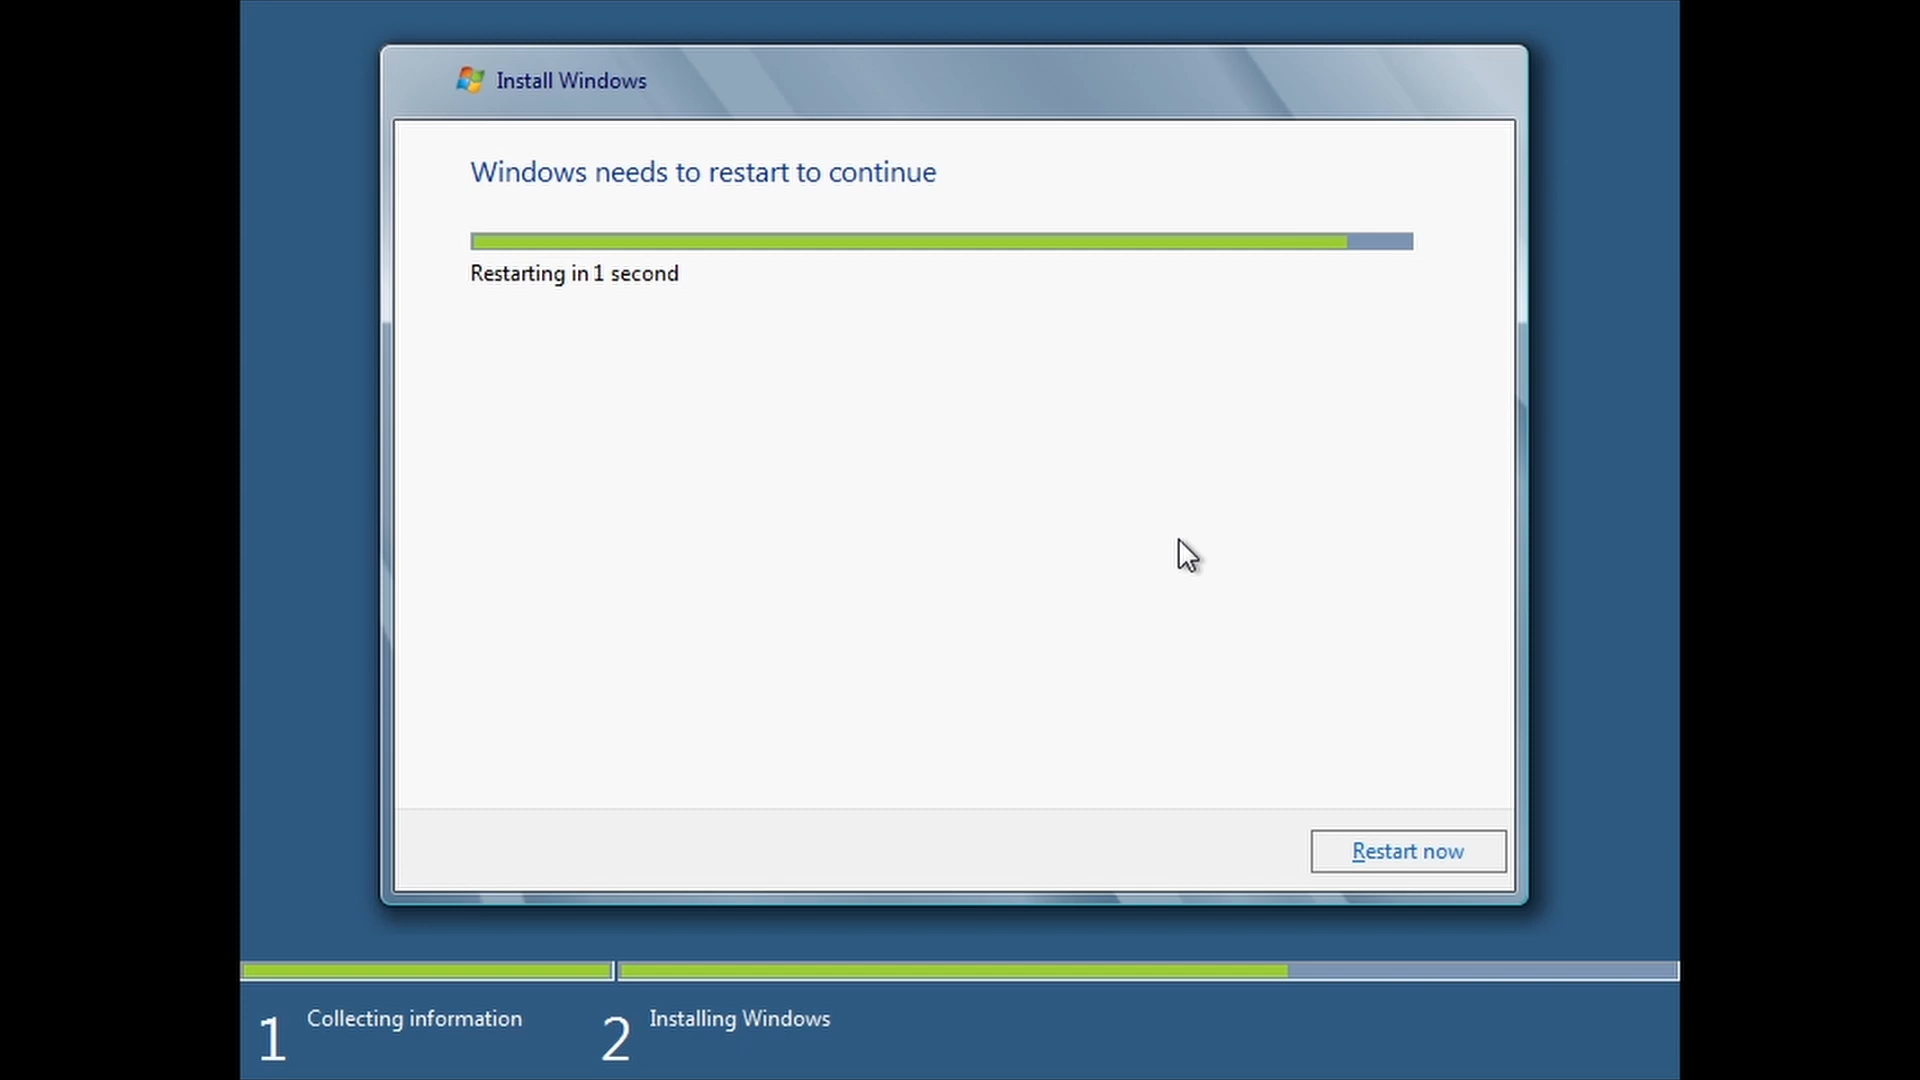 Install Windows
Windows needs to restart to continue
Restarting in 1 second
Restart now
1 Collecting information
2 Installing Windows